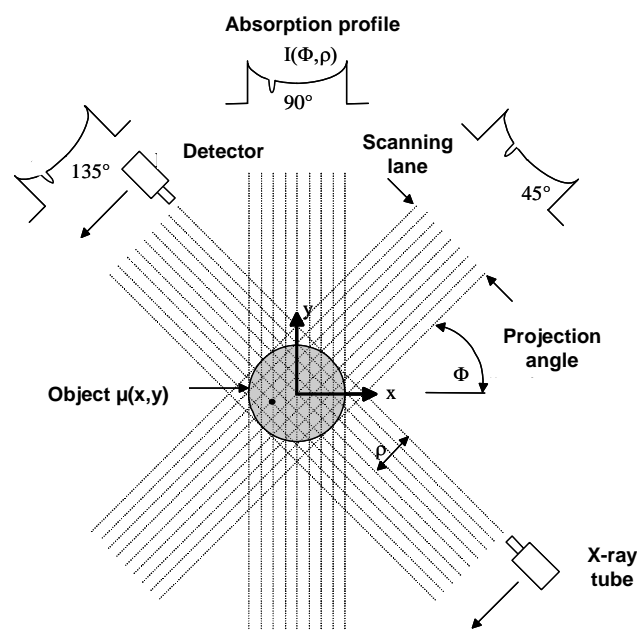 Absorption profile
I(Φ,ρ)
90°
Detector
Scanning
lane
135°
45°
y
Projection
angle
Φ
Object µ(x,y)
x
ρ
X-ray
tube